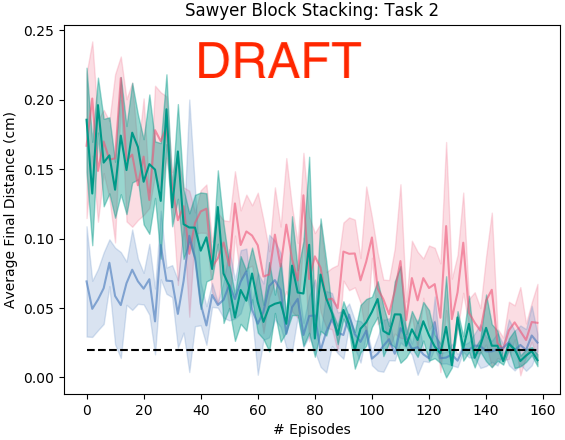 Sawyer Block Stacking: Task 2
DRAFT
Average Final Distance (cm)
0.25
0.20
0.15
0.10
0.05
0.00
0 20 40 60 80 100 120 140 160
# Episodes